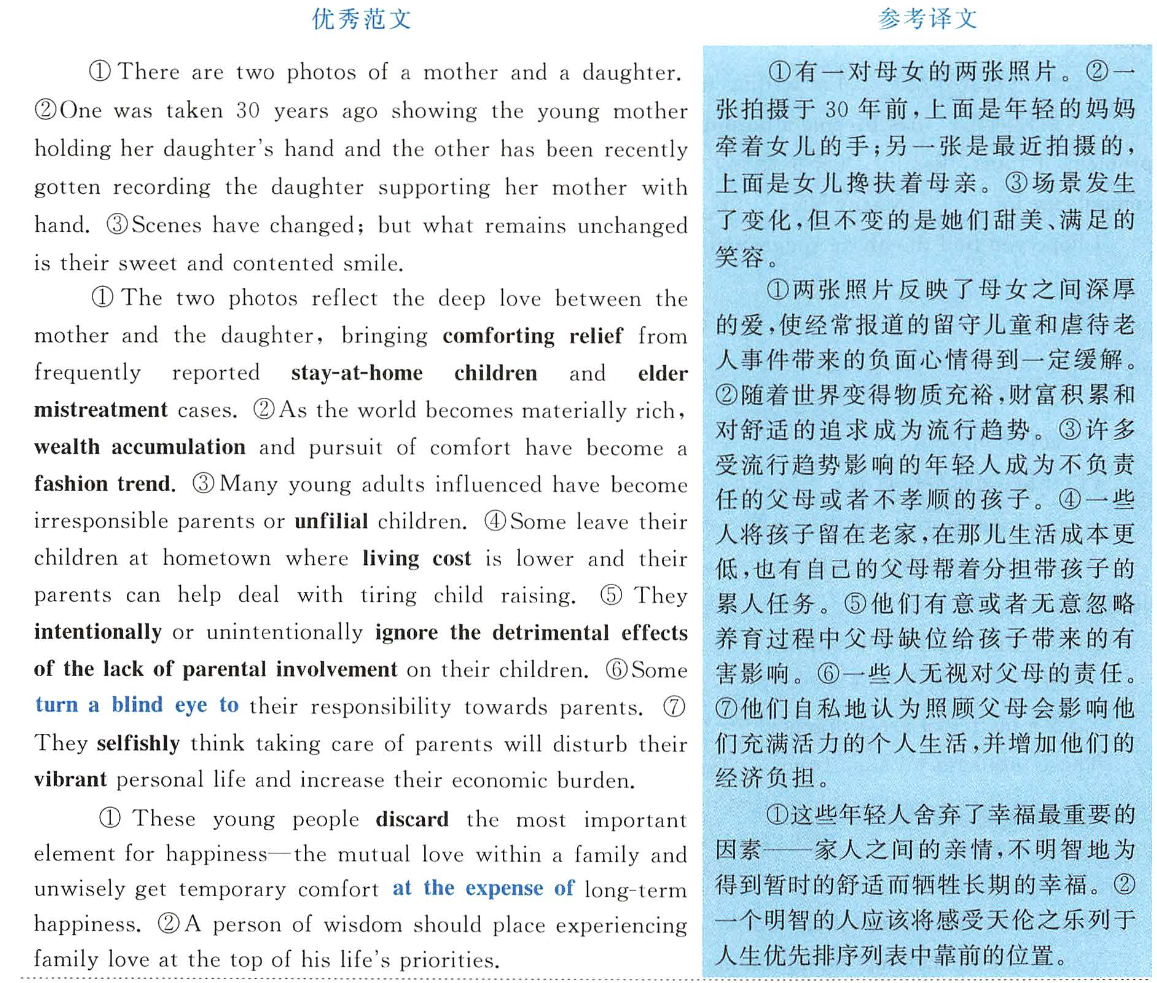 优秀范文
① There are two photos of a mother and a daughter.
②One was taken 30 years ago showing the young mother
holding her daughter's hand and the other has been recently
gotten recording the daughter supporting her mother with
hand. ③Scenes have changed; but what remains unchanged
is their sweet and contented smile.
① The two photos reflect the deep love between the
mother and the daughter, bringing comforting relief from
frequently reported stay-at-home children and elder
mistreatment cases. ②As the world becomes materially rich,
wealth accumulation and pursuit of comfort have become a
fashion trend. ③Many young adults influenced have become
irresponsible parents or unfilial children. ④Some leave their
children at hometown where living cost is lower and their
parents can help deal with tiring child raising. ⑤ They
intentionally or unintentionally ignore the detrimental effects
of the lack of parental involvement on their children. ⑥Some
turn a blind eye to their responsibility towards parents. ⑦
They selfishly think taking care of parents will disturb their
vibrant personal life and increase their economic burden.
① These young people discard the most important
element for happiness—the mutual love within a family and
unwisely get temporary comfort at the expense of long-term
happiness. ②A person of wisdom should place experiencing
family love at the top of his life's priorities.
参考译文
①有一对母女的两张照片。②一
张拍摄于 30 年前,上面是年轻的妈妈
牵着女儿的手;另一张是最近拍摄的,
上面是女儿搀扶着母亲。③场景发生
了变化,但不变的是她们甜美、满足的
笑容。
①两张照片反映了母女之间深厚
的爱,使经常报道的留守儿童和虐待老
人事件带来的负面心情得到一定缓解。
②随着世界变得物质充裕,财富积累和
对舒适的追求成为流行趋势。③许多
受流行趋势影响的年轻人成为不负责
任的父母或者不孝顺的孩子。④一些
人将孩子留在老家,在那儿生活成本更
低,也有自己的父母帮着分担带孩子的
累人任务。⑤他们有意或者无意忽略
养育过程中父母缺位给孩子带来的有
害影响。⑥一些人无视对父母的责任。
⑦他们自私地认为照顾父母会影响他
们充满活力的个人生活,并增加他们的
经济负担。
①这些年轻人舍弃了幸福最重要的
因素——家人之间的亲情,不明智地为
得到暂时的舒适而牺牲长期的幸福。②
一个明智的人应该将感受天伦之乐列于
人生优先排序列表中靠前的位置。